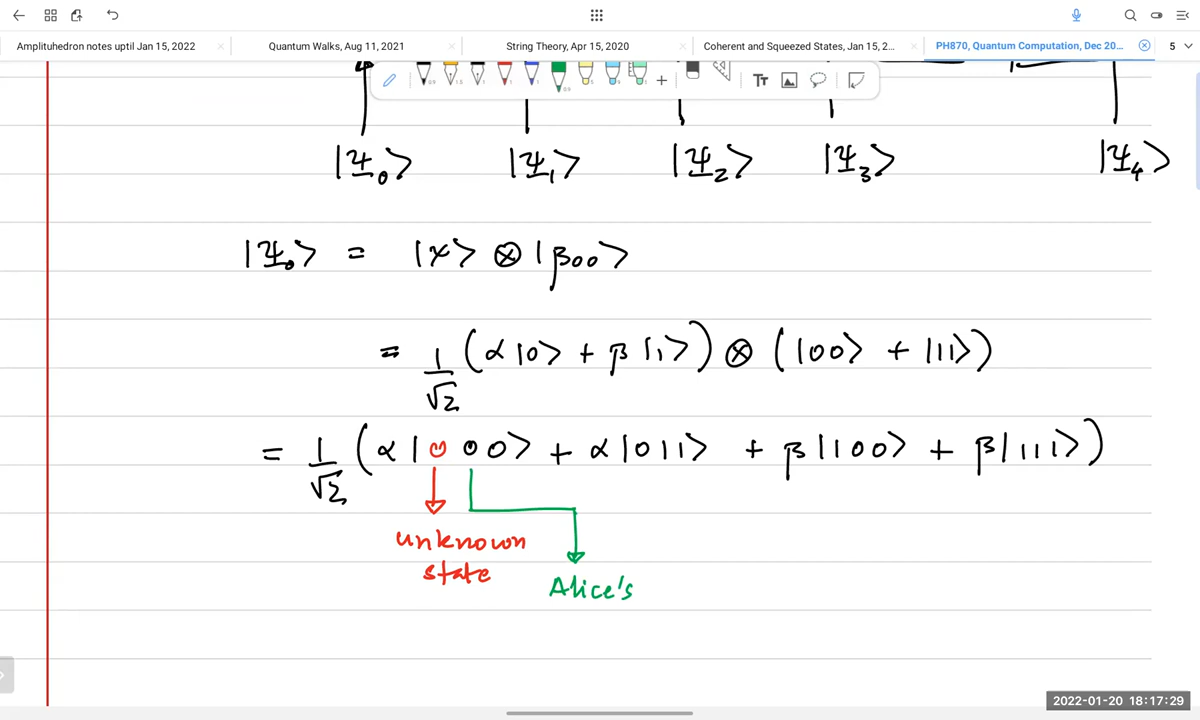 Amplituhedron notes uptil Jan 15, 2022 Quantum Walks, Aug 11, 2021 String Theory, Apr 15, 2020 Coherent and Squeezed States, Jan 15, 2... PH870, Quantum Computation, Dec 20... 5
Tт
|Ψ₀> |Ψ₁> |Ψ₂> |Ψ₃> |Ψ₄>
|Ψ₀> = |χ> ⊗ |β00>
= 1/√2 (α|0> + β|1>) ⊗ (|00> + |11>)
= 1/√2 (α|000> + α|011> + β|100> + β|111>)
unknown
state
Alice's
2022-01-20 18:17:29